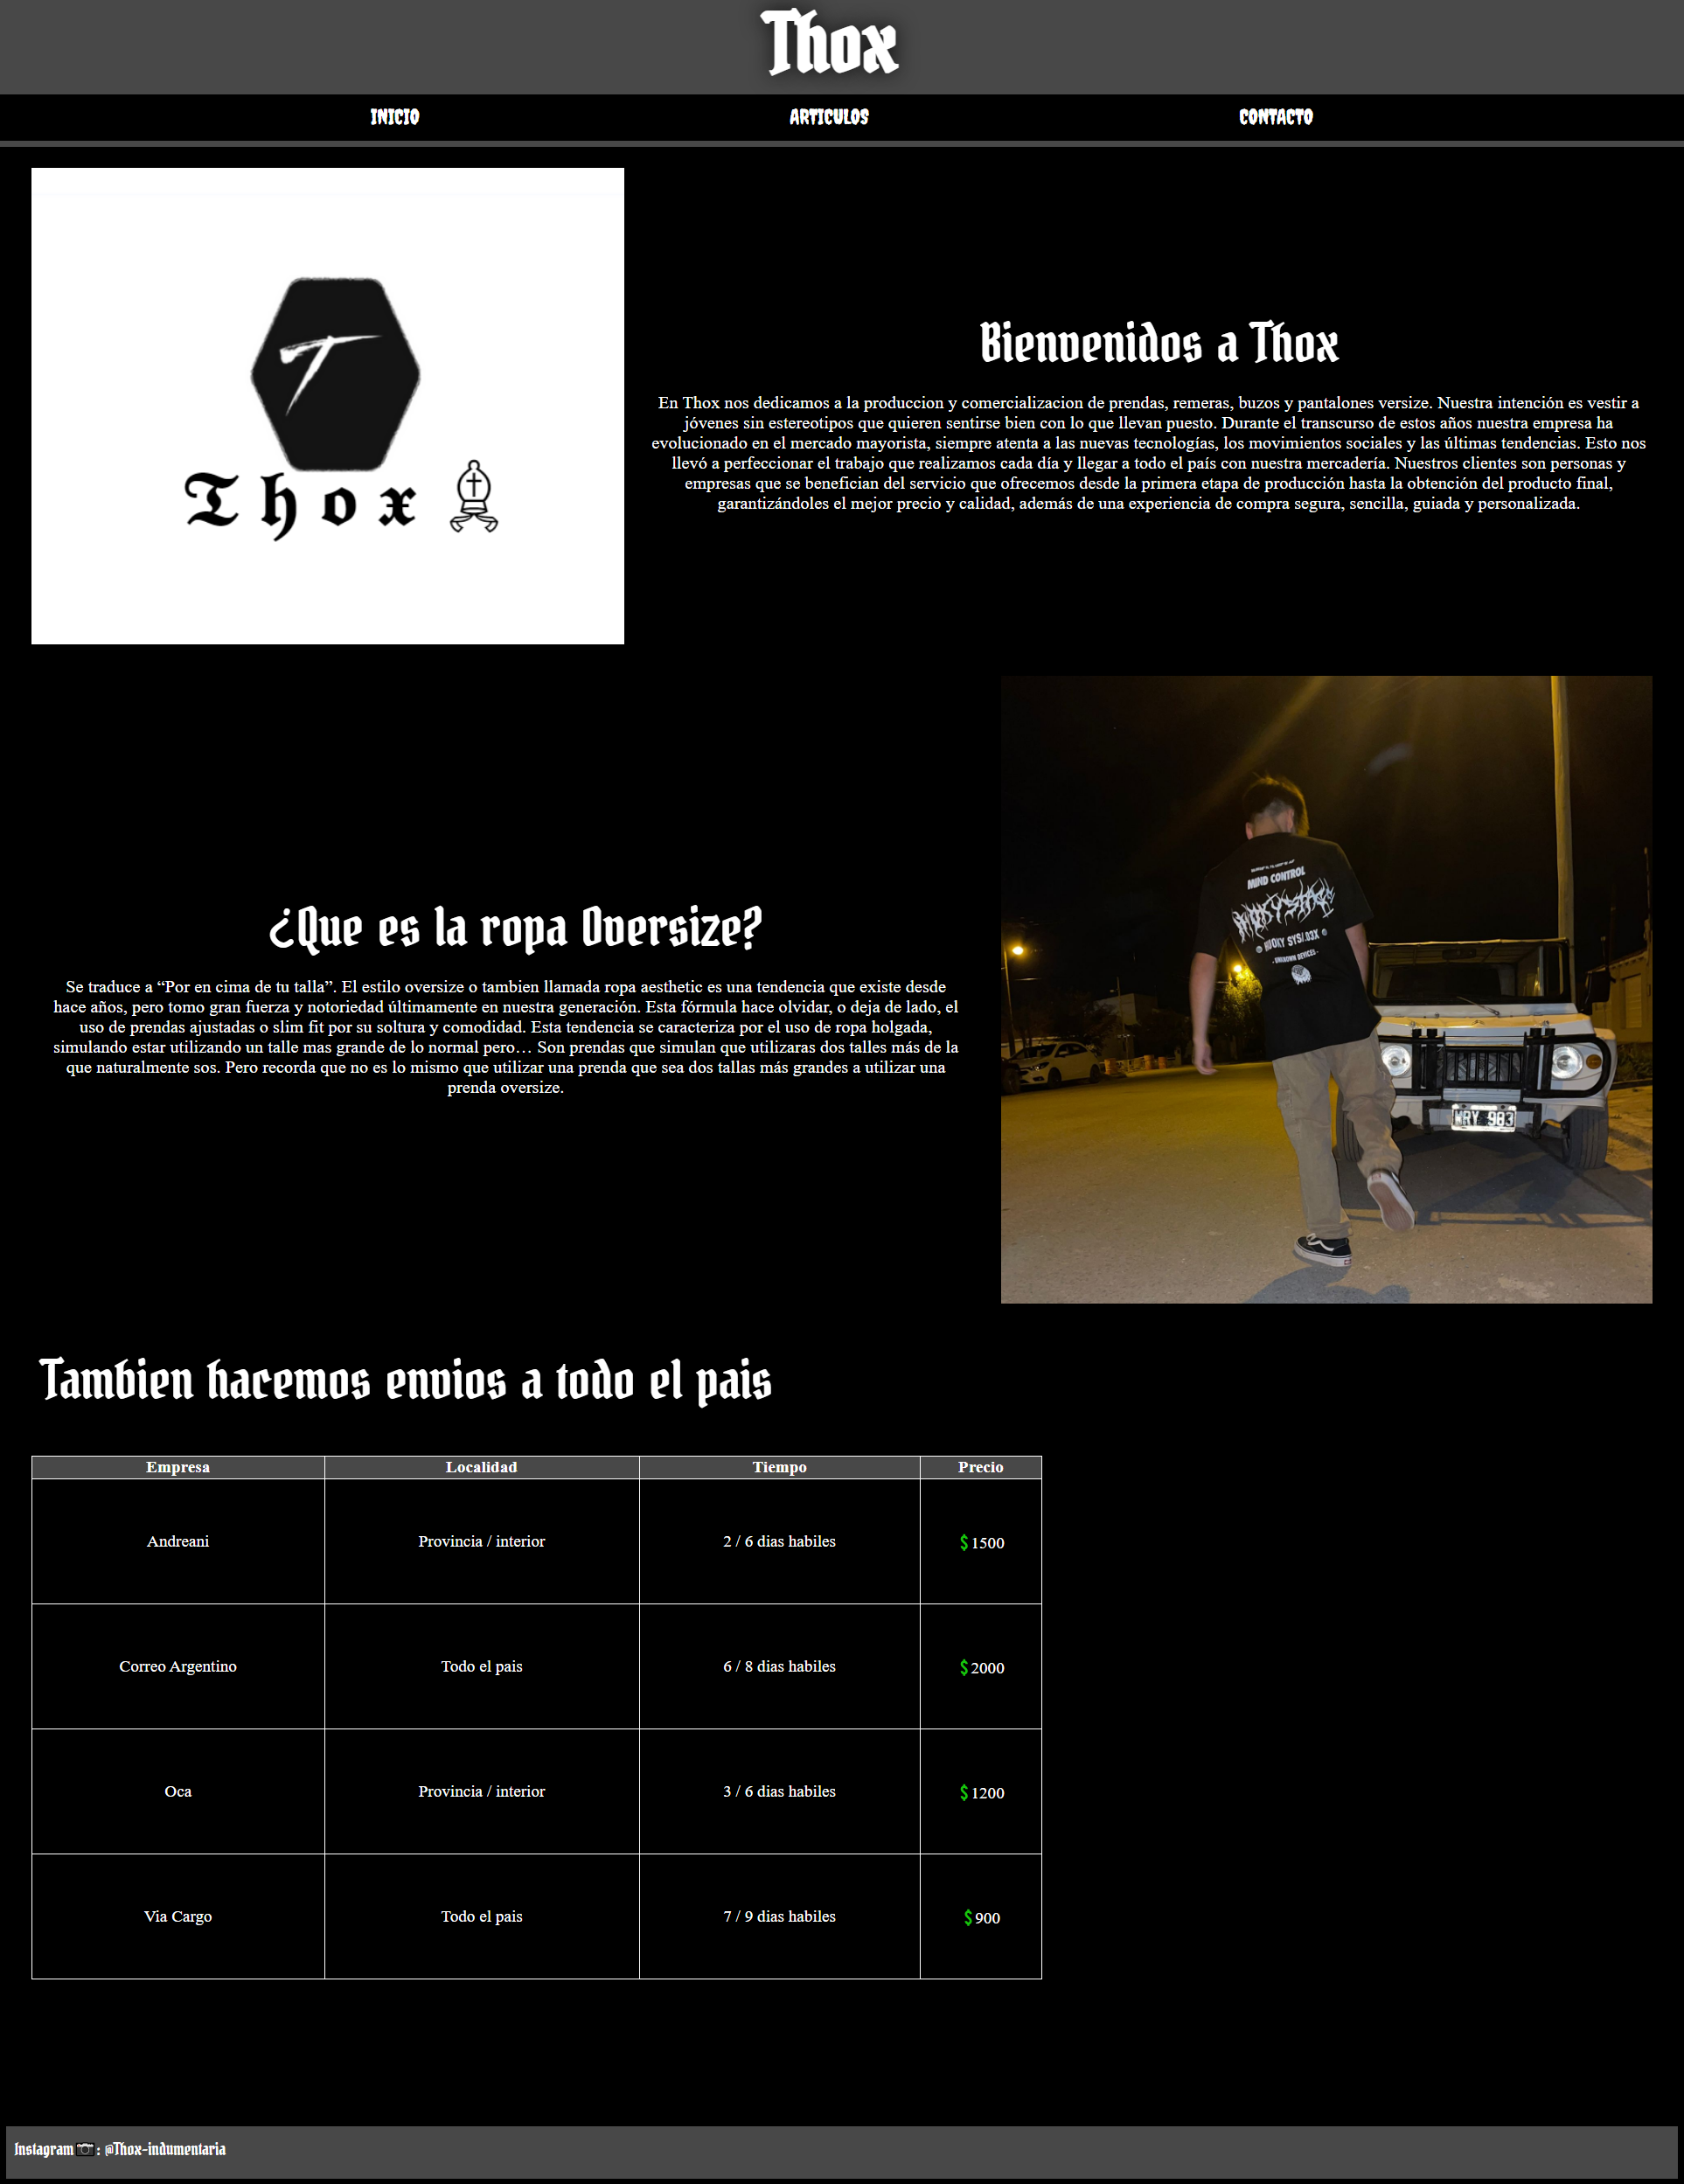 Thox
INICIO ARTICULOS CONTACTO
T
Thox
Bienvenidos a Thox
En Thox nos dedicamos a la produccion y comercializacion de prendas, remeras, buzos y pantalones versize. Nuestra intención es vestir a
jóvenes sin estereotipos que quieren sentirse bien con lo que llevan puesto. Durante el transcurso de estos años nuestra empresa ha
evolucionado en el mercado mayorista, siempre atenta a las nuevas tecnologías, los movimientos sociales y las últimas tendencias. Esto nos
llevó a perfeccionar el trabajo que realizamos cada día y llegar a todo el país con nuestra mercadería. Nuestros clientes son personas y
empresas que se benefician del servicio que ofrecemos desde la primera etapa de producción hasta la obtención del producto final,
garantizándoles el mejor precio y calidad, además de una experiencia de compra segura, sencilla, guiada y personalizada.
¿Que es la ropa Oversize?
Se traduce a “Por en cima de tu talla”. El estilo oversize o tambien llamada ropa aesthetic es una tendencia que existe desde
hace años, pero tomo gran fuerza y notoriedad últimamente en nuestra generación. Esta fórmula hace olvidar, o deja de lado, el
uso de prendas ajustadas o slim fit por su soltura y comodidad. Esta tendencia se caracteriza por el uso de ropa holgada,
simulando estar utilizando un talle mas grande de lo normal pero… Son prendas que simulan que utilizaras dos talles más de la
que naturalmente sos. Pero recorda que no es lo mismo que utilizar una prenda que sea dos tallas más grandes a utilizar una
prenda oversize.
MIND CONTROL
UNKNOWN DEVICES
WRY 983
Tambien hacemos envios a todo el pais
Empresa Localidad Tiempo Precio
Andreani Provincia / interior 2 / 6 dias habiles $ 1500
Correo Argentino Todo el pais 6 / 8 dias habiles $ 2000
Oca Provincia / interior 3 / 6 dias habiles $ 1200
Via Cargo Todo el pais 7 / 9 dias habiles $ 900
Instagram📷: @Thox-indumentaria